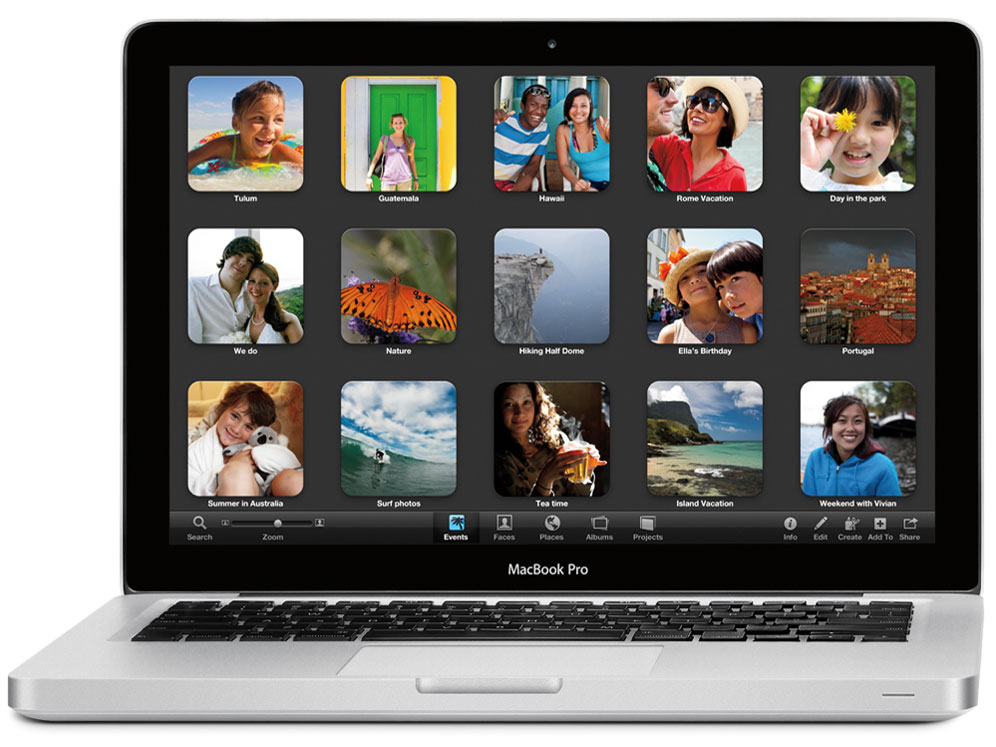 Tulum
Guatemala
Hawaii
Rome Vacation
Day in the park
We do
Nature
Hiking Half Dome
Ella's Birthday
Portugal
Summer in Australia
Surf photos
Tea time
Island Vacation
Weekend with Vivian
Search
Zoom
Events
Faces
Places
Albums
Projects
Info
Edit
Create
Add To
Share
MacBook Pro